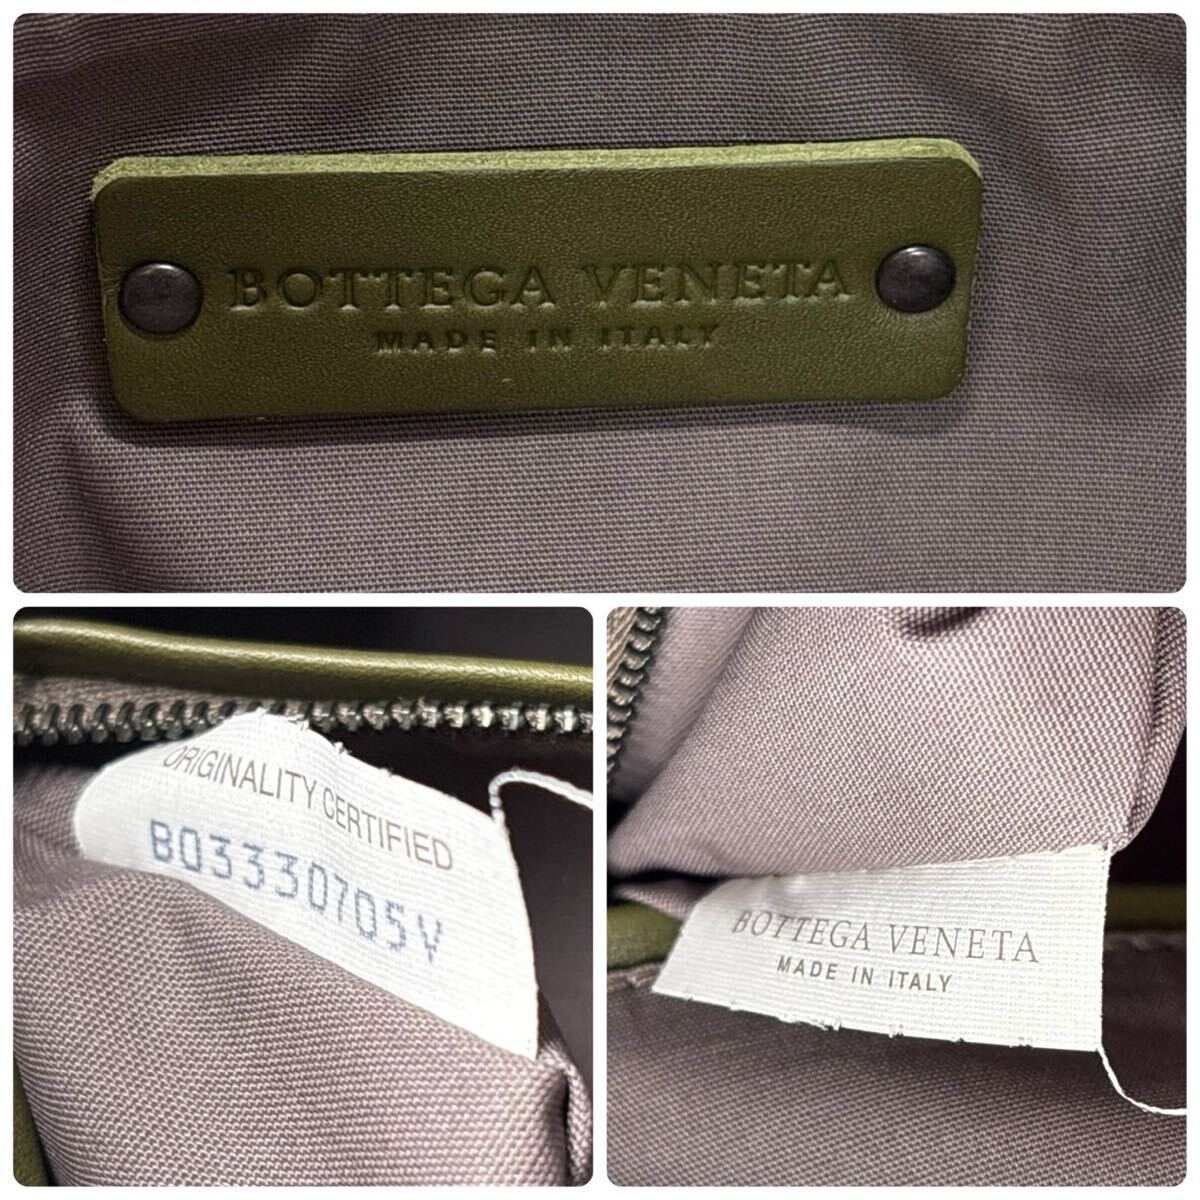 BOTTEGA VENETA
MADE IN ITALY
ORIGINALITY CERTIFIED
B03330705V
BOTTEGA VENETA
MADE IN ITALY